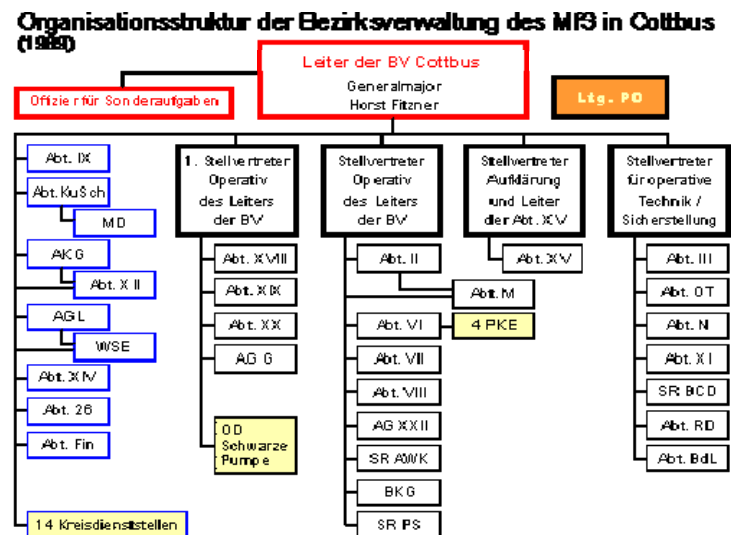 Organisationsstruktur der Bezirksverwaltung des MfS in Cottbus
(1989)
Leiter der BV Cottbus
Generalmajor
Horst Fitzner
Offizier für Sonderaufgaben
Ltg. PO
Abt. IX
Abt. KuSch
MD
AKG
Abt. XII
AGL
WSE
Abt. XIV
Abt. 26
Abt. Fin
14 Kreisdienststellen
1. Stellvertreter
Operativ
des Leiters
der BV
Abt. XVIII
Abt. XIX
Abt. XX
AG G
OD
Schwarze
Pumpe
Stellvertreter
Operativ
des Leiters
der BV
Abt. II
Abt. M
Abt. VI
4 PKE
Abt. VII
Abt. VIII
AG XXII
SR AWK
BKG
SR PS
Stellvertreter
Aufklärung
und Leiter
der Abt. XV
Abt. XV
Stellvertreter
für operative
Technik /
Sicherstellung
Abt. III
Abt. OT
Abt. N
Abt. XI
SR BCD
Abt. RD
Abt. BdL